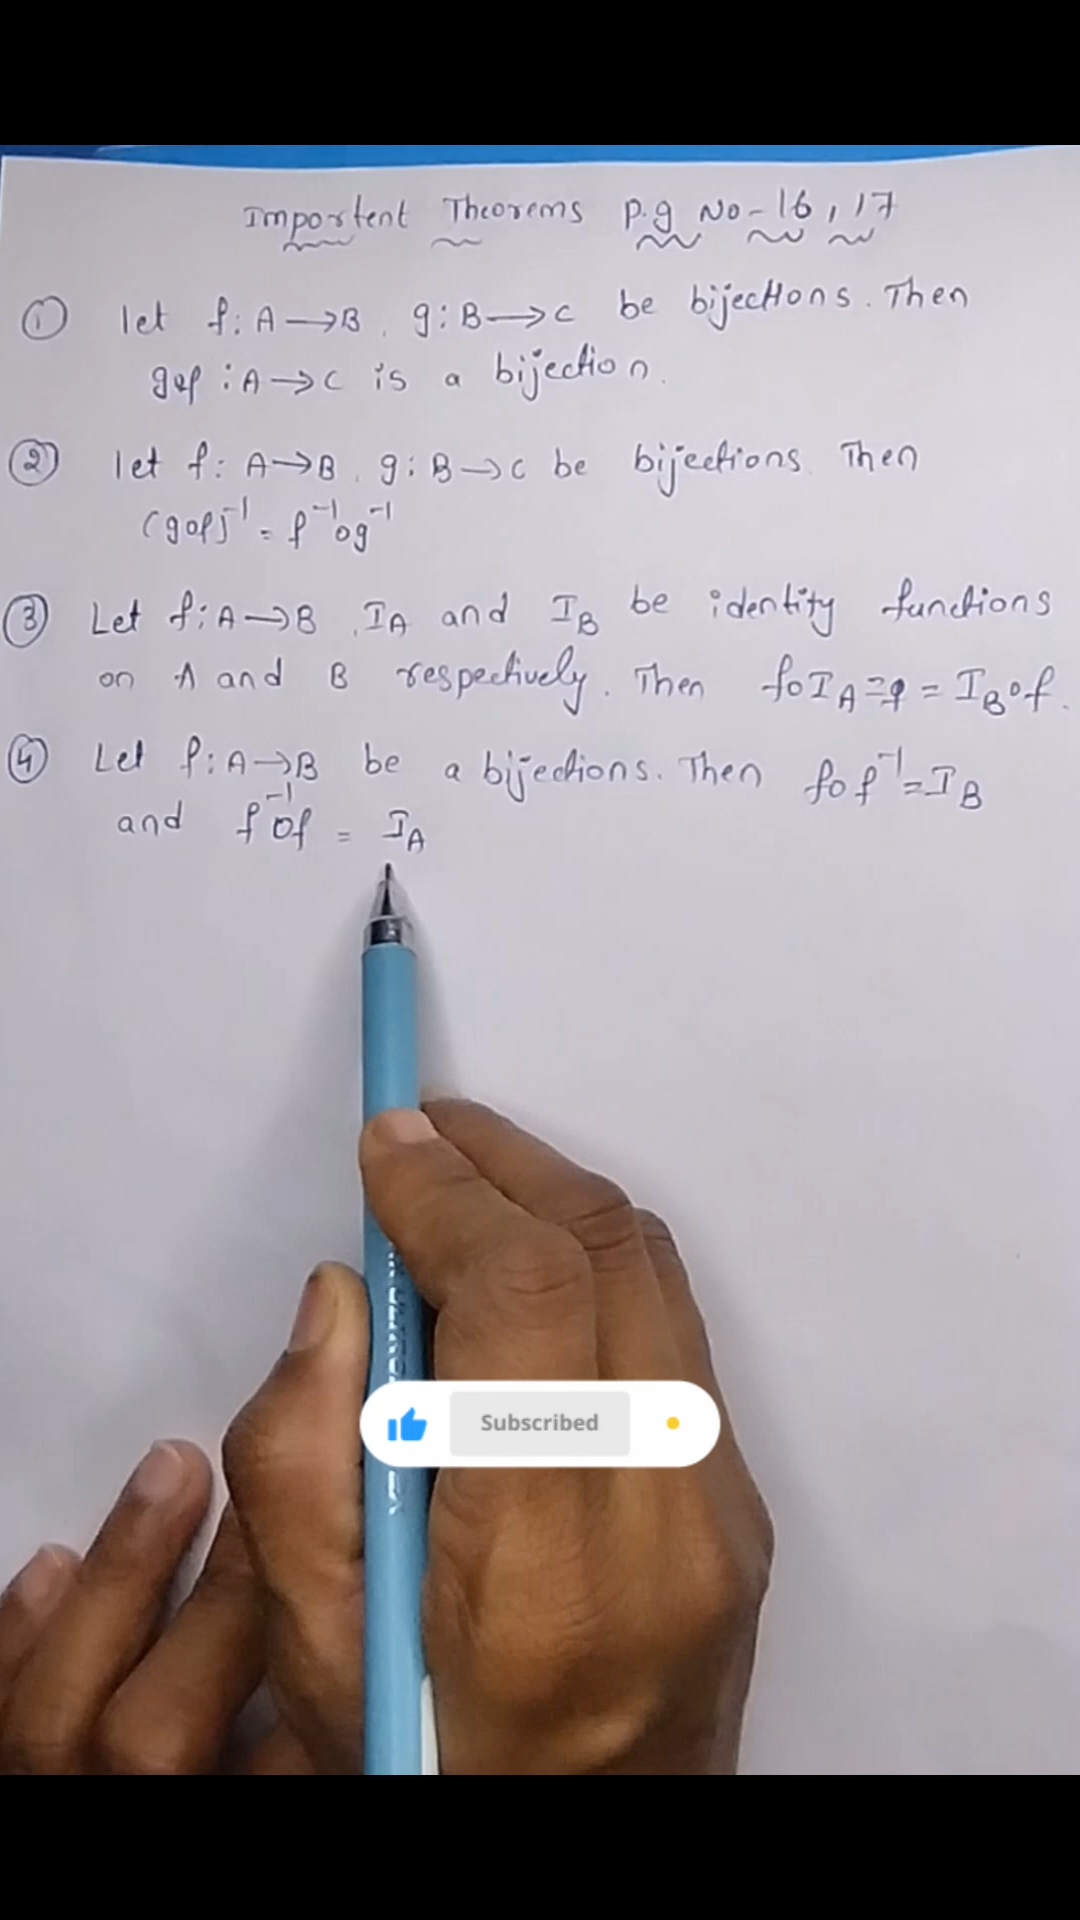 Importent Theorems P.g No-16, 17
① let f: A→B, g: B→C be bijections. Then
gof : A→C is a bijection.
② let f: A→B, g: B→C be bijections. Then
(gof)⁻¹ = f⁻¹og⁻¹
③ Let f: A→B, I_A and I_B be identity functions
on A and B respectively. Then foI_A = f = I_Bof.
④ Let f: A→B be a bijections. Then fof⁻¹ = I_B
and f⁻¹of = I_A
Subscribed